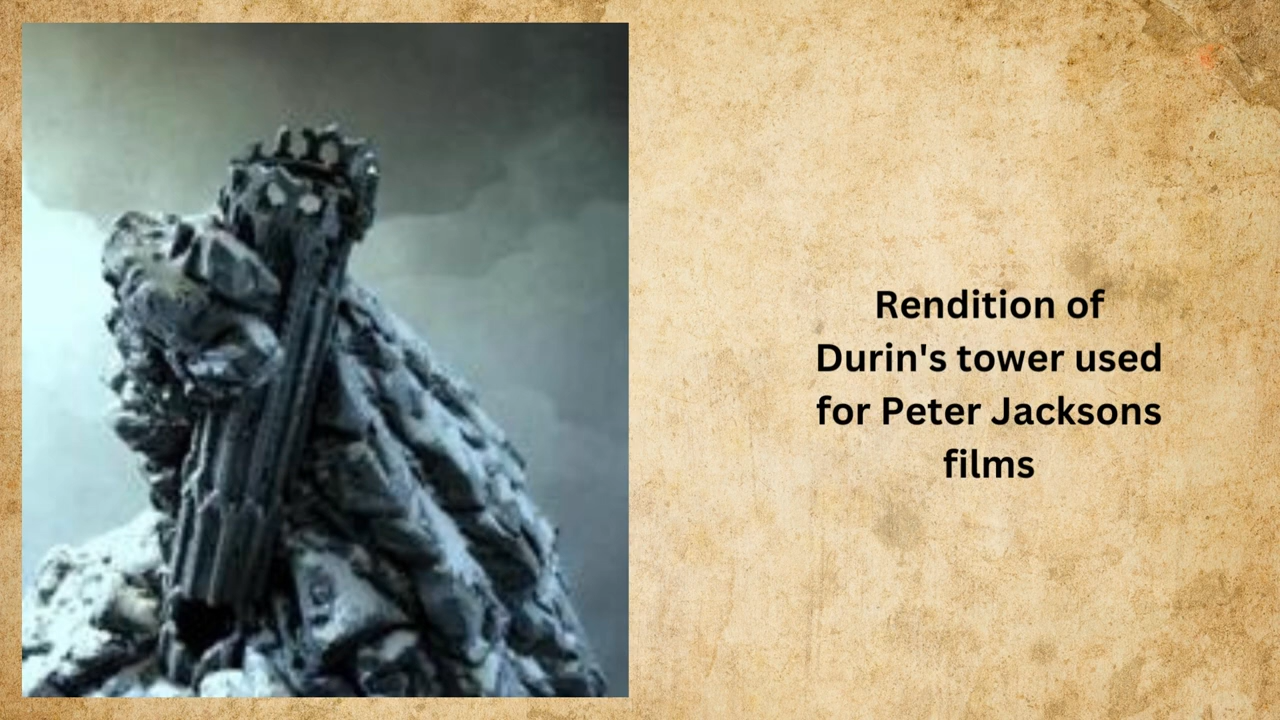 Rendition of
Durin's tower used
for Peter Jacksons
films